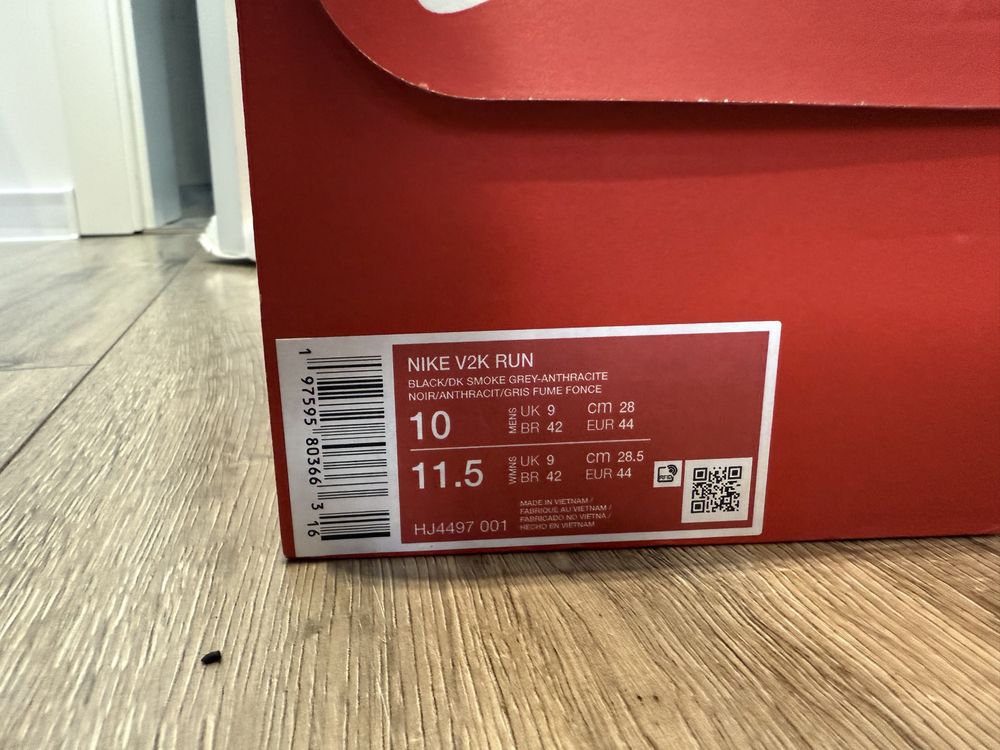 NIKE V2K RUN
BLACK/DK SMOKE GREY-ANTHRACITE
NOIR/ANTHRACIT/GRIS FUME FONCE
10 MENS UK 9 cm 28
BR 42 EUR 44
11.5 WMNS UK 9 cm 28.5
BR 42 EUR 44
MADE IN VIETNAM /
FABRIQUE AU VIETNAM /
FABRICADO NO VIETNA /
HECHO EN VIETNAM
HJ4497 001
RFID
1 97595 80366 3 16